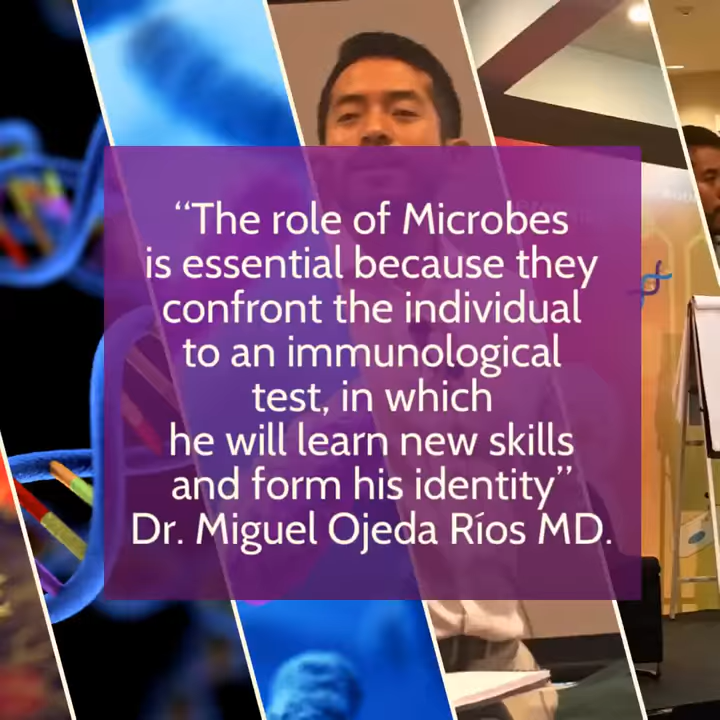 “The role of Microbes
is essential because they
confront the individual
to an immunological
test, in which
he will learn new skills
and form his identity”
Dr. Miguel Ojeda Ríos MD.